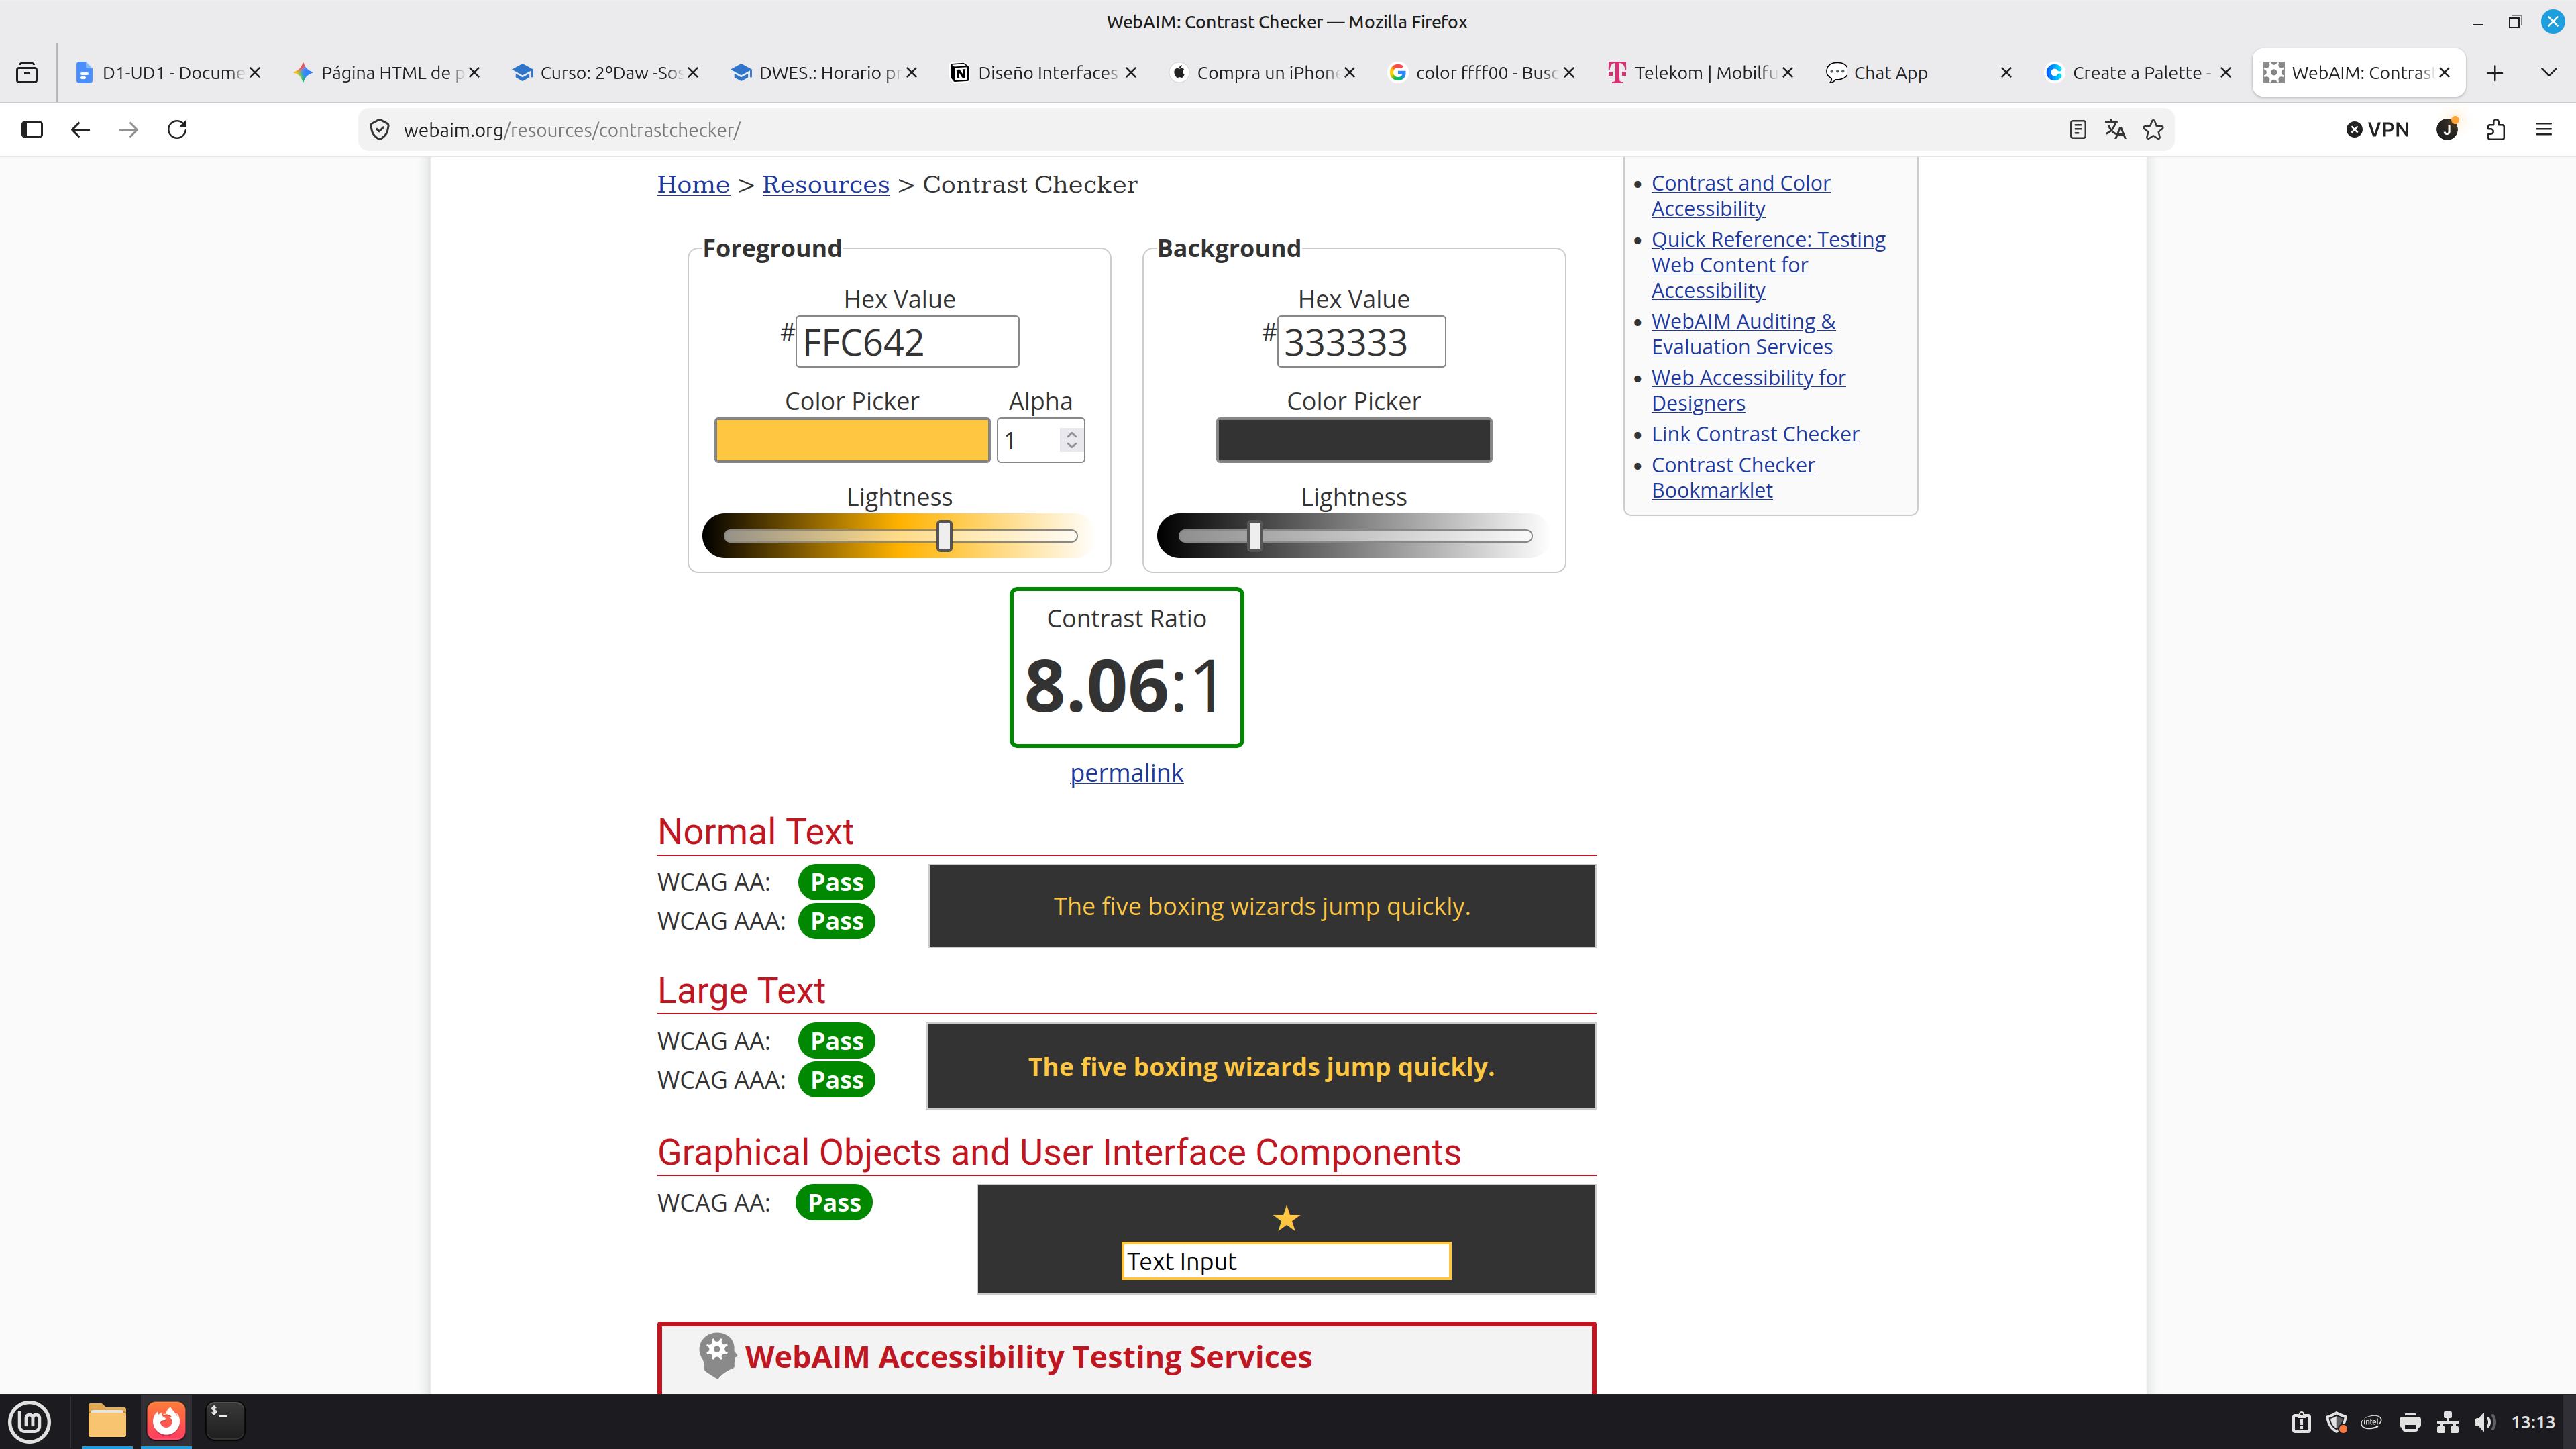 WebAIM: Contrast Checker — Mozilla Firefox
D1-UD1 - Docume
Página HTML de p
Curso: 2ºDaw -Sos
DWES.: Horario pr
Diseño Interfaces
Compra un iPhon
color ffff00 - Bus
Telekom | Mobilfu
Chat App
Create a Palette -
WebAIM: Contras
webaim.org/resources/contrastchecker/
VPN
J
Home > Resources > Contrast Checker
Foreground
Hex Value
#FFC642
Color Picker
Alpha
1
Lightness
Background
Hex Value
#333333
Color Picker
Lightness
Contrast Ratio
8.06:1
permalink
Normal Text
WCAG AA: Pass
WCAG AAA: Pass
The five boxing wizards jump quickly.
Large Text
WCAG AA: Pass
WCAG AAA: Pass
The five boxing wizards jump quickly.
Graphical Objects and User Interface Components
WCAG AA: Pass
Text Input
WebAIM Accessibility Testing Services
Contrast and Color
Accessibility
Quick Reference: Testing
Web Content for
Accessibility
WebAIM Auditing &
Evaluation Services
Web Accessibility for
Designers
Link Contrast Checker
Contrast Checker
Bookmarklet
$_
intel
13:13